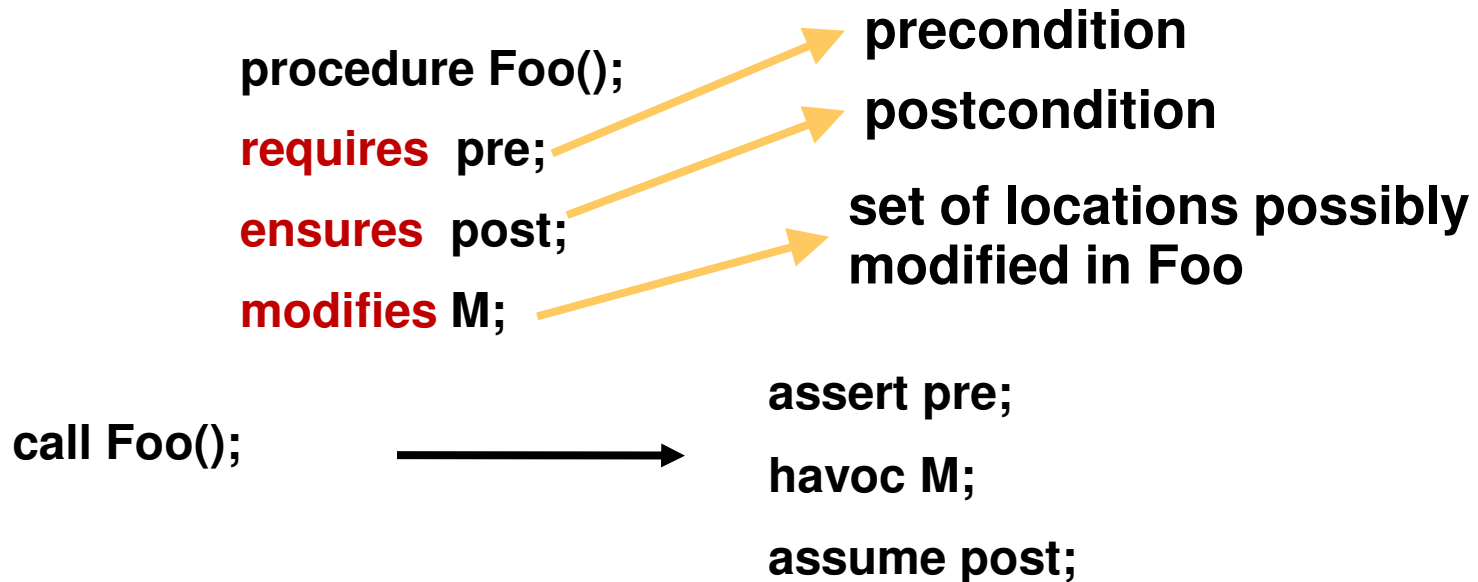 procedure Foo();
requires pre;
ensures post;
modifies M;
precondition
postcondition
set of locations possibly
modified in Foo
call Foo();
assert pre;
havoc M;
assume post;